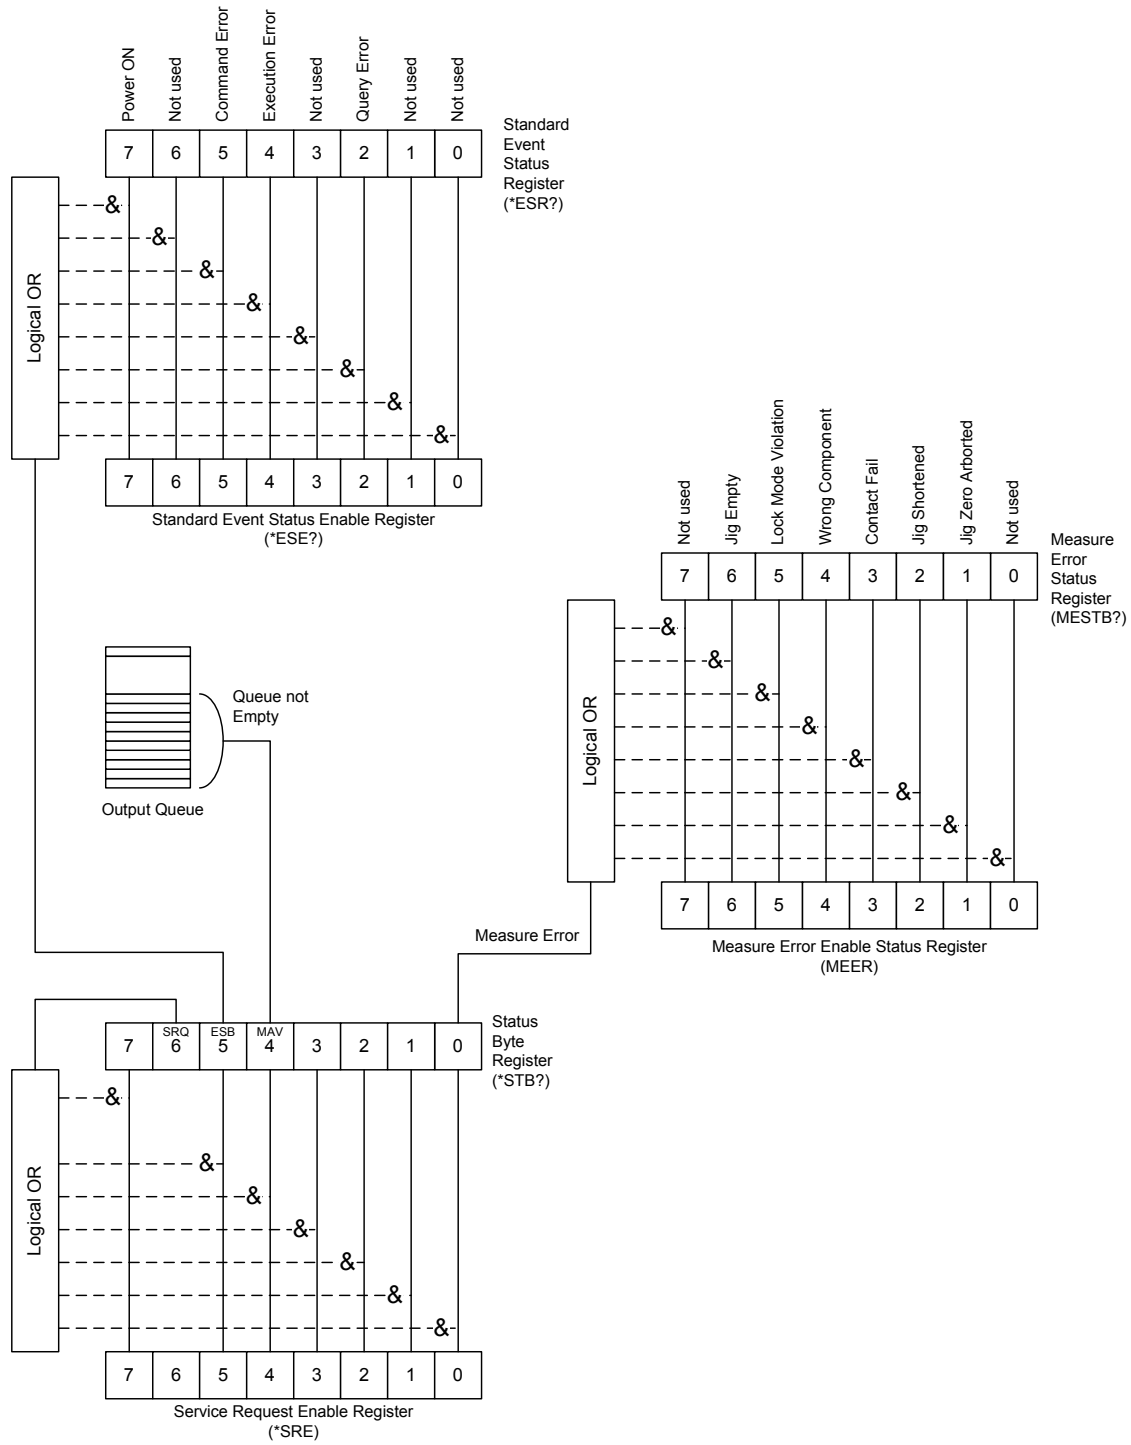 Power ON
Not used
Command Error
Execution Error
Not used
Query Error
Not used
Not used
7 6 5 4 3 2 1 0
Standard
Event
Status
Register
(*ESR?)
Logical OR
&
&
&
&
&
&
&
&
7 6 5 4 3 2 1 0
Standard Event Status Enable Register
(*ESE?)
Queue not
Empty
Output Queue
Not used
Jig Empty
Lock Mode Violation
Wrong Component
Contact Fail
Jig Shortened
Jig Zero Arborted
Not used
7 6 5 4 3 2 1 0
Measure
Error
Status
Register
(MESTB?)
Logical OR
&
&
&
&
&
&
&
&
7 6 5 4 3 2 1 0
Measure Error Enable Status Register
(MEER)
Measure Error
SRQ ESB MAV
7 6 5 4 3 2 1 0
Status
Byte
Register
(*STB?)
Logical OR
&
&
&
&
&
&
&
7 6 5 4 3 2 1 0
Service Request Enable Register
(*SRE)